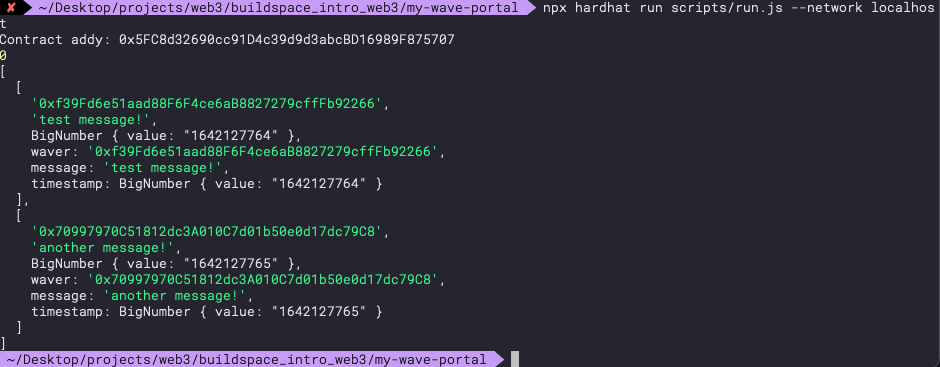 ✘ ~/Desktop/projects/web3/buildspace_intro_web3/my-wave-portal npx hardhat run scripts/run.js --network localhos
t
Contract addy: 0x5FC8d32690cc91D4c39d9d3abcBD16989F875707
0
[
  [
    '0xf39Fd6e51aad88F6F4ce6aB8827279cffFb92266',
    'test message!',
    BigNumber { value: "1642127764" },
    waver: '0xf39Fd6e51aad88F6F4ce6aB8827279cffFb92266',
    message: 'test message!',
    timestamp: BigNumber { value: "1642127764" }
  ],
  [
    '0x70997970C51812dc3A010C7d01b50e0d17dc79C8',
    'another message!',
    BigNumber { value: "1642127765" },
    waver: '0x70997970C51812dc3A010C7d01b50e0d17dc79C8',
    message: 'another message!',
    timestamp: BigNumber { value: "1642127765" }
  ]
]
~/Desktop/projects/web3/buildspace_intro_web3/my-wave-portal